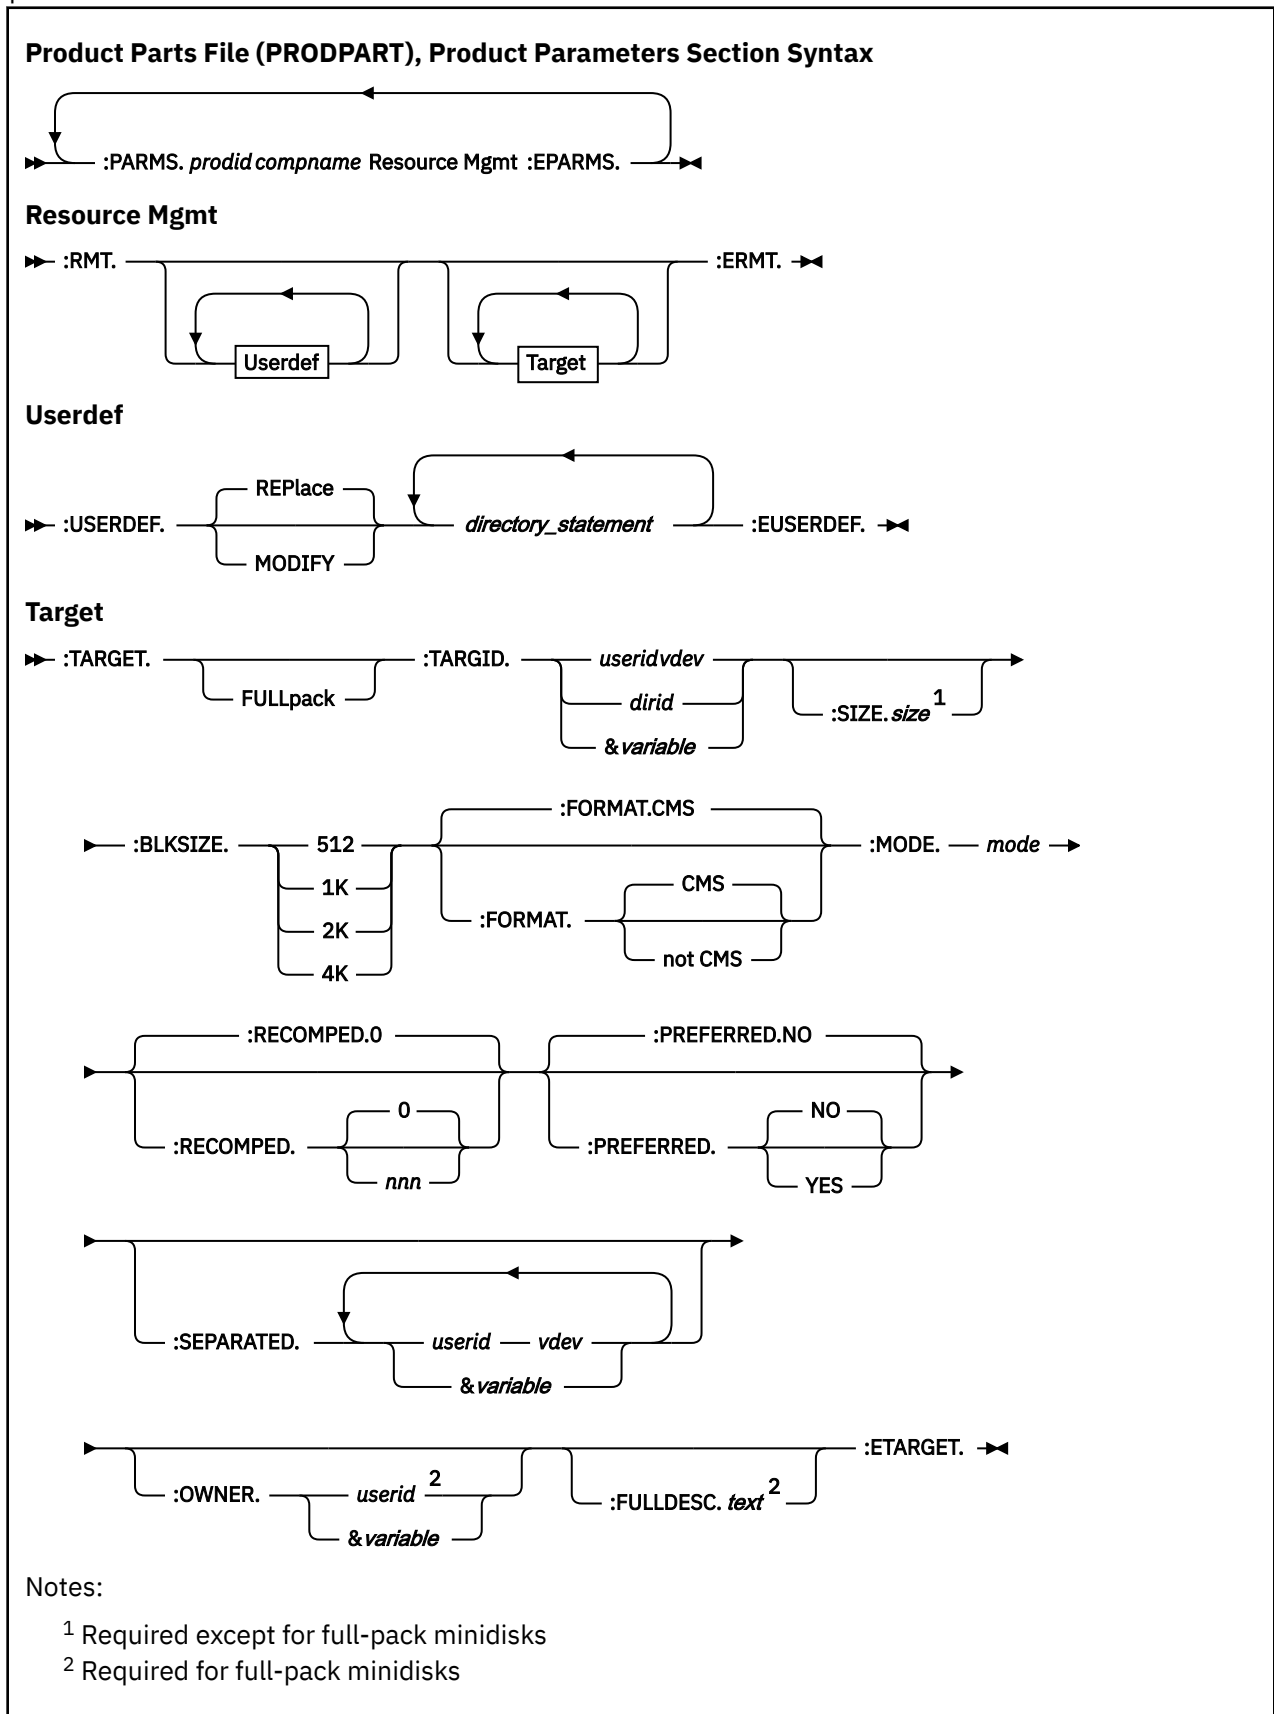 Product Parts File (PRODPART), Product Parameters Section Syntax
:PARMS. prodid compname Resource Mgmt :EPARMS.
Resource Mgmt
:RMT. :ERMT.
Userdef Target
Userdef
REPlace
:USERDEF. directory_statement :EUSERDEF.
MODIFY
Target
:TARGET. :TARGID. userid vdev
FULLpack dirid :SIZE. size 1
&variable
:FORMAT.CMS
:BLKSIZE. 512 :MODE. mode
1K CMS
2K :FORMAT.
4K not CMS
:RECOMPED.0 :PREFERRED.NO
0 NO
:RECOMPED. :PREFERRED.
nnn YES
:SEPARATED. userid vdev
&variable
:ETARGET.
:OWNER. userid 2 :FULLDESC. text 2
&variable
Notes:
1 Required except for full-pack minidisks
2 Required for full-pack minidisks